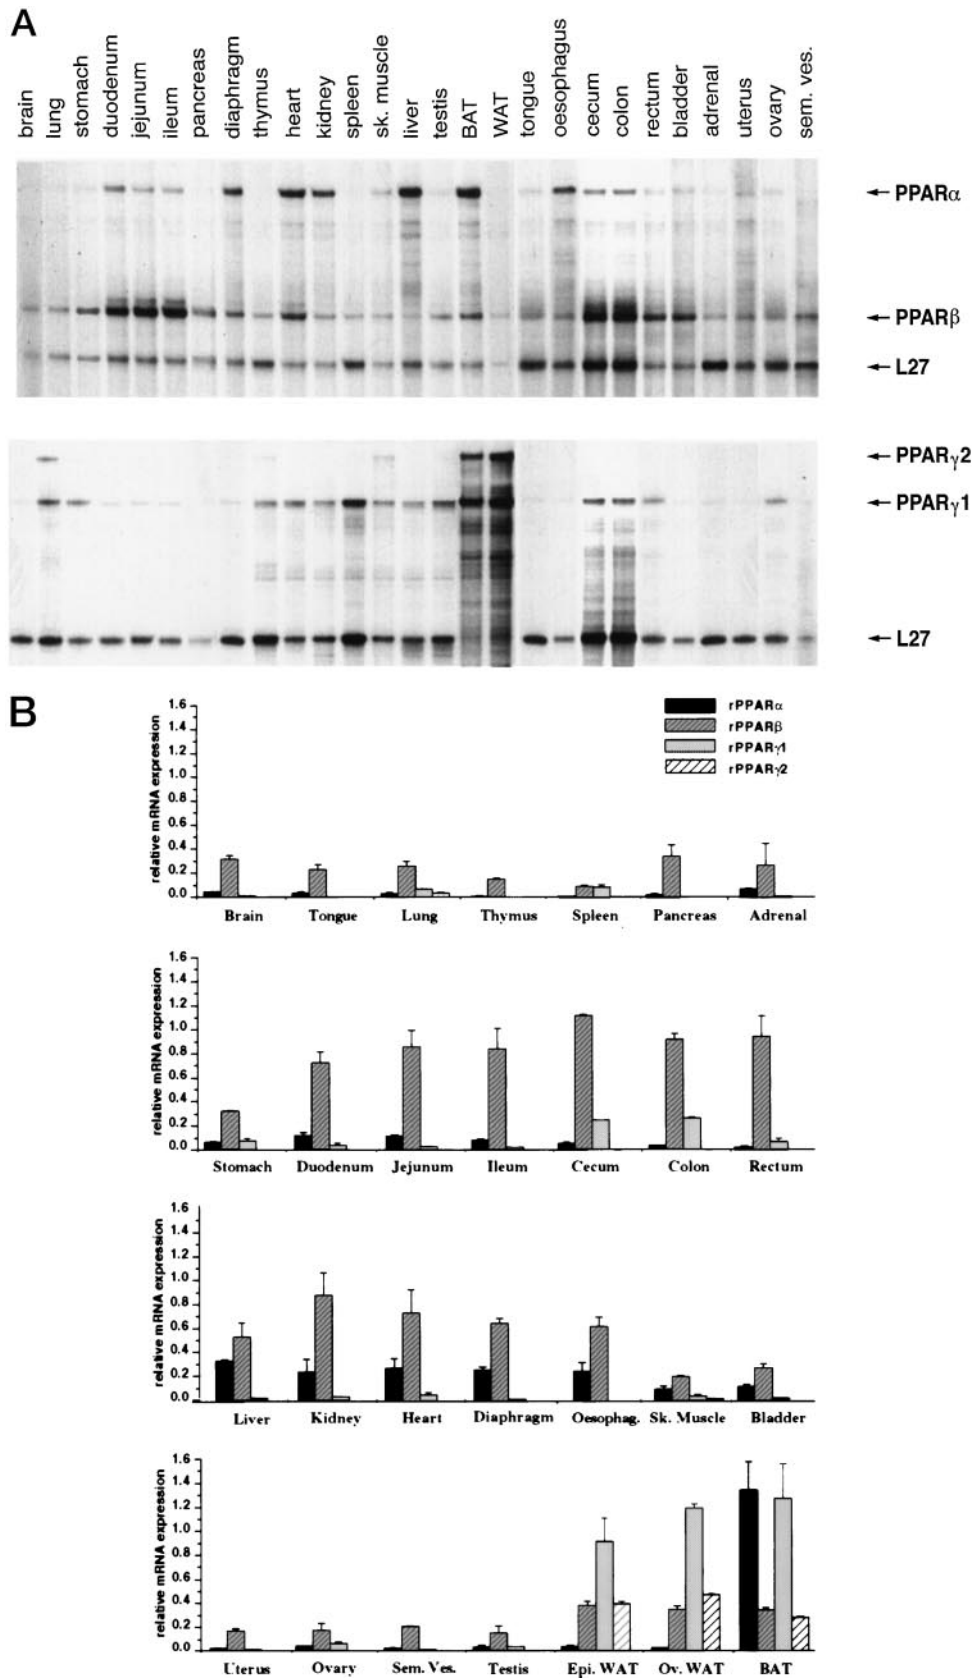 A
brain lung stomach duodenum jejunum ileum pancreas diaphragm thymus heart kidney spleen sk. muscle liver testis BAT WAT tongue oesophagus cecum colon rectum bladder adrenal uterus ovary sem. ves.
PPARα
PPARβ
L27
PPARγ2
PPARγ1
L27
B
rPPARα
rPPARβ
rPPARγ1
rPPARγ2
relative mRNA expression
1.6
1.4
1.2
1.0
0.8
0.6
0.4
0.2
0.0
Brain Tongue Lung Thymus Spleen Pancreas Adrenal
relative mRNA expression
1.6
1.4
1.2
1.0
0.8
0.6
0.4
0.2
0.0
Stomach Duodenum Jejunum Ileum Cecum Colon Rectum
relative mRNA expression
1.6
1.4
1.2
1.0
0.8
0.6
0.4
0.2
0.0
Liver Kidney Heart Diaphragm Oesophag. Sk. Muscle Bladder
relative mRNA expression
1.6
1.4
1.2
1.0
0.8
0.6
0.4
0.2
0.0
Uterus Ovary Sem. Ves. Testis Epi. WAT Ov. WAT BAT